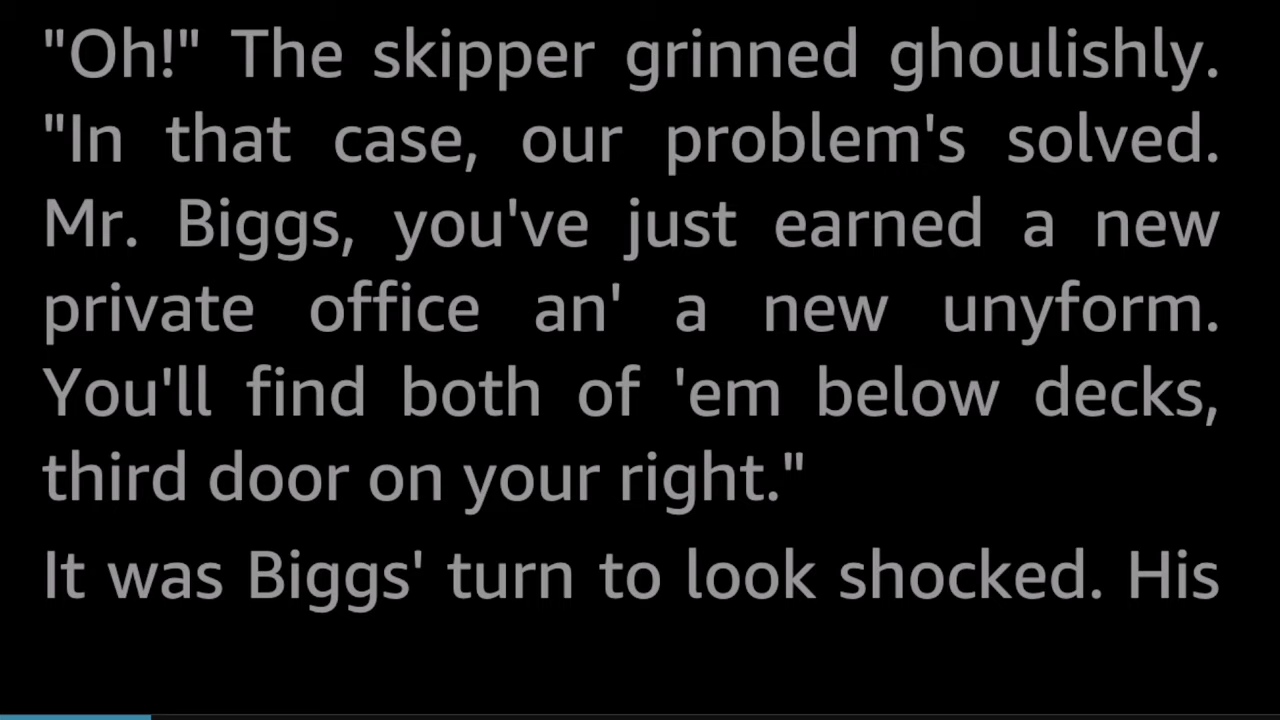 "Oh!" The skipper grinned ghoulishly.
"In that case, our problem's solved.
Mr. Biggs, you've just earned a new
private office an' a new unyform.
You'll find both of 'em below decks,
third door on your right."
It was Biggs' turn to look shocked. His